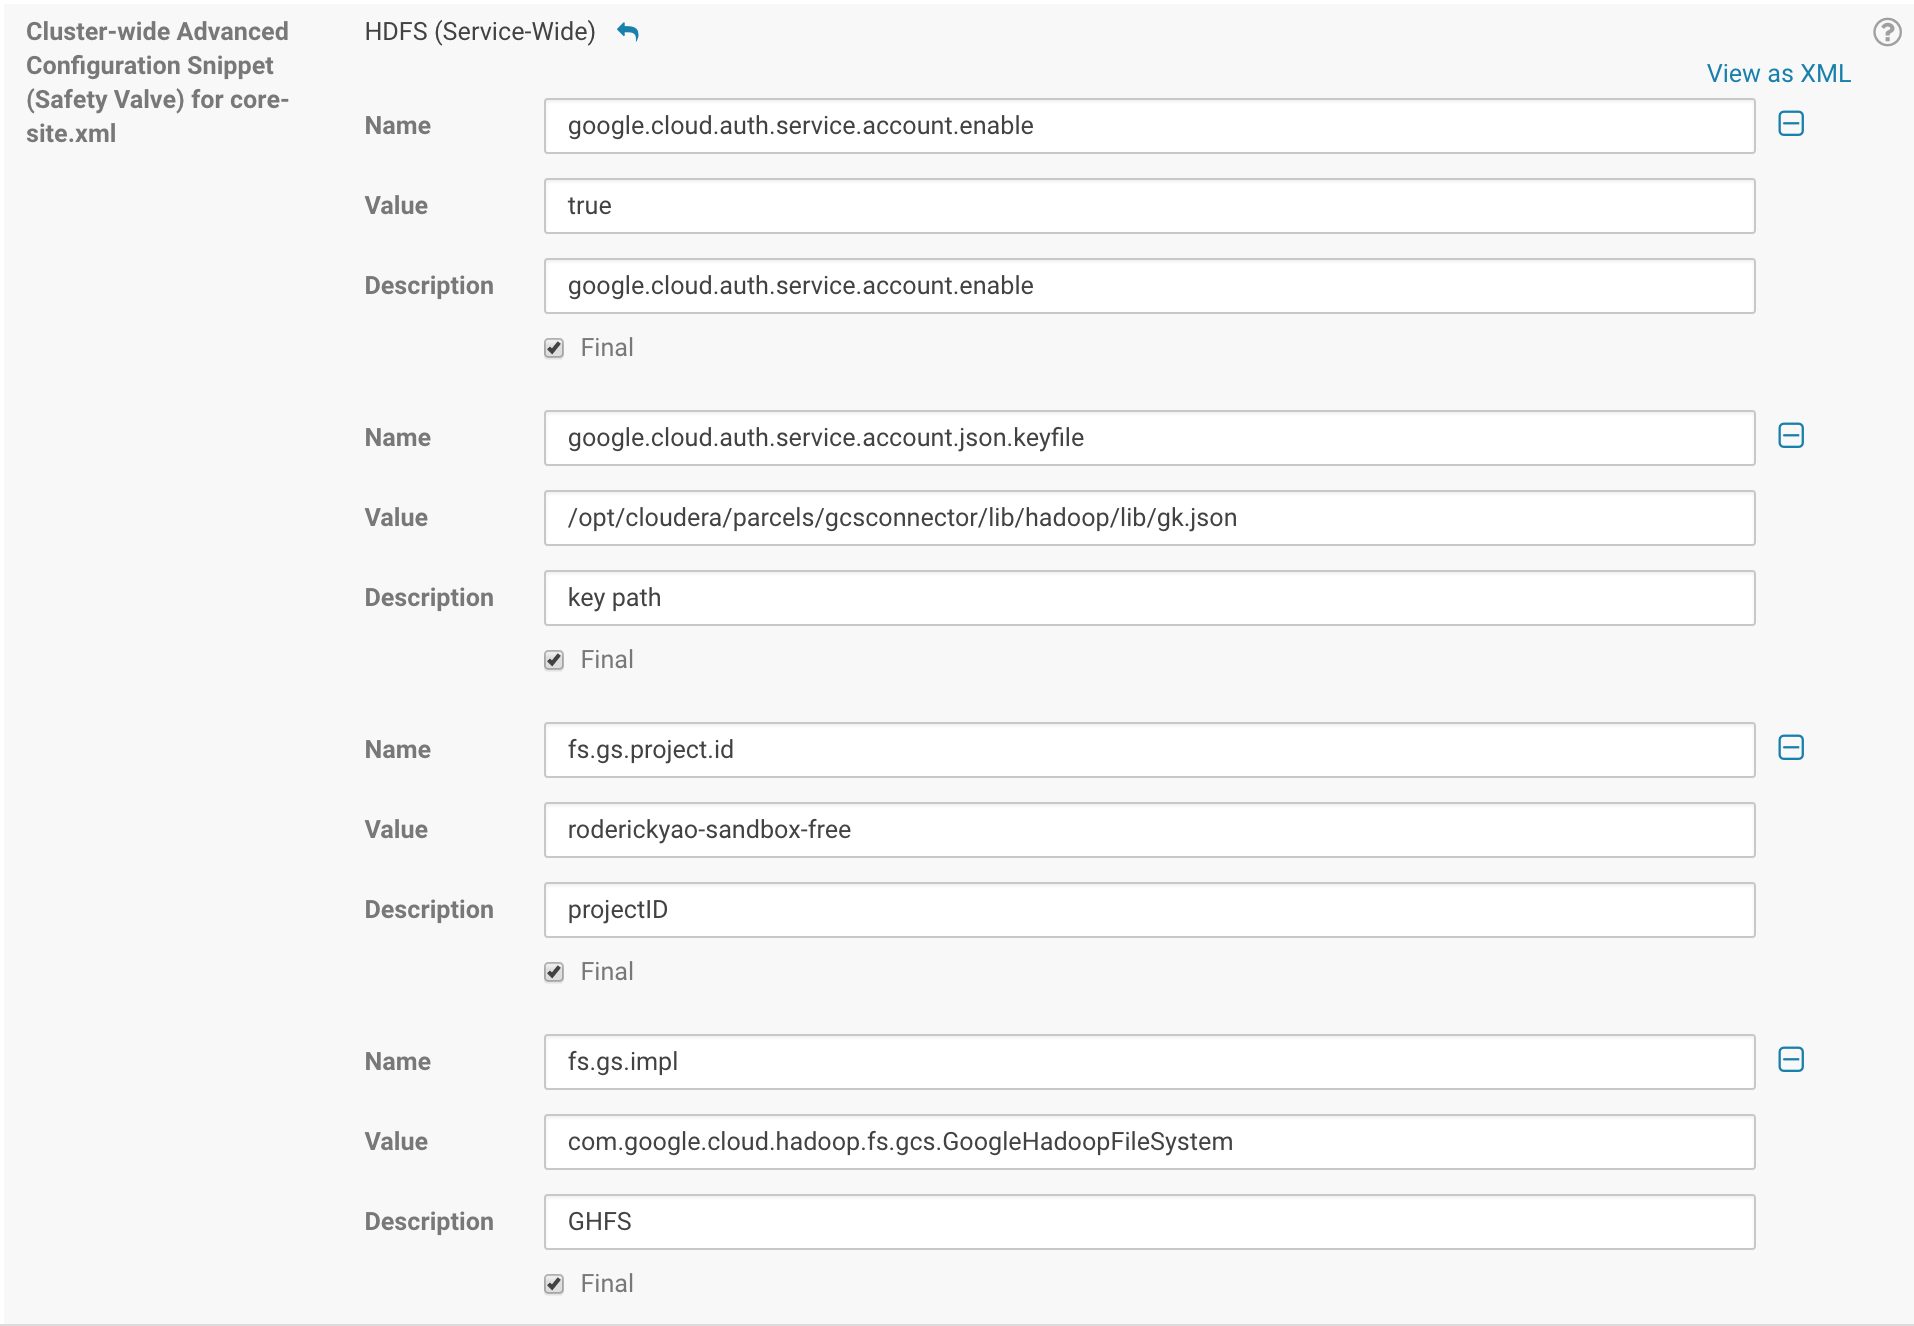 Cluster-wide Advanced
Configuration Snippet
(Safety Valve) for core-
site.xml
HDFS (Service-Wide)
?
View as XML
Name
google.cloud.auth.service.account.enable
Value
true
Description
google.cloud.auth.service.account.enable
Final
Name
google.cloud.auth.service.account.json.keyfile
Value
/opt/cloudera/parcels/gcsconnector/lib/hadoop/lib/gk.json
Description
key path
Final
Name
fs.gs.project.id
Value
roderickyao-sandbox-free
Description
projectID
Final
Name
fs.gs.impl
Value
com.google.cloud.hadoop.fs.gcs.GoogleHadoopFileSystem
Description
GHFS
Final